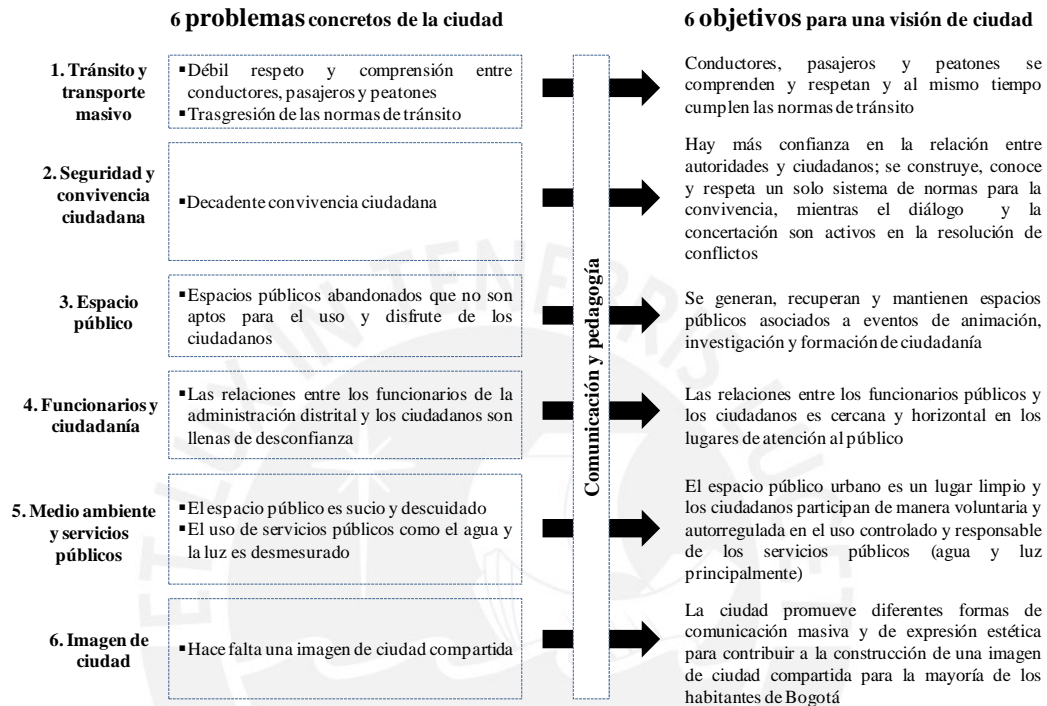 6 problemas concretos de la ciudad
6 objetivos para una visión de ciudad
1. Tránsito y
transporte
masivo
▪Débil respeto y comprensión entre
conductores, pasajeros y peatones
▪Trasgresión de las normas de tránsito
Conductores, pasajeros y peatones se
comprenden y respetan y al mismo tiempo
cumplen las normas de tránsito
2. Seguridad y
convivencia
ciudadana
▪Decadente convivencia ciudadana
Hay más confianza en la relación entre
autoridades y ciudadanos; se construye, conoce
y respeta un solo sistema de normas para la
convivencia, mientras el diálogo y la
concertación son activos en la resolución de
conflictos
3. Espacio
público
▪Espacios públicos abandonados que no son
aptos para el uso y disfrute de los
ciudadanos
Se generan, recuperan y mantienen espacios
públicos asociados a eventos de animación,
investigación y formación de ciudadanía
4. Funcionarios y
ciudadanía
▪Las relaciones entre los funcionarios de la
administración distrital y los ciudadanos son
llenas de desconfianza
Las relaciones entre los funcionarios públicos y
los ciudadanos es cercana y horizontal en los
lugares de atención al público
5. Medio ambiente
y servicios
públicos
▪El espacio público es sucio y descuidado
▪El uso de servicios públicos como el agua y
la luz es desmesurado
El espacio público urbano es un lugar limpio y
los ciudadanos participan de manera voluntaria y
autorregulada en el uso controlado y responsable
de los servicios públicos (agua y luz
principalmente)
6. Imagen de
ciudad
▪Hace falta una imagen de ciudad compartida
La ciudad promueve diferentes formas de
comunicación masiva y de expresión estética
para contribuir a la construcción de una imagen
de ciudad compartida para la mayoría de los
habitantes de Bogotá
Comunicación y pedagogía
ET LUX IN TENEBRIS LUCET